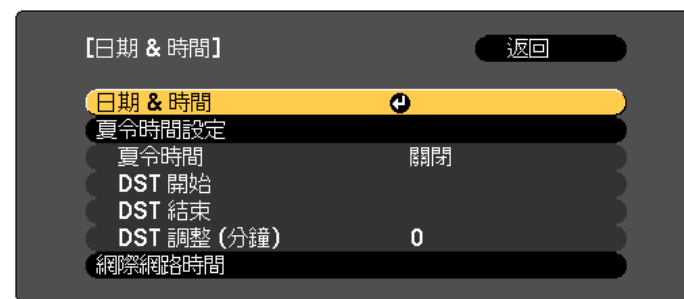 [日期 & 時間] 返回
日期 & 時間
夏令時間設定
夏令時間 關閉
DST 開始
DST 結束
DST 調整 (分鐘) 0
網際網路時間